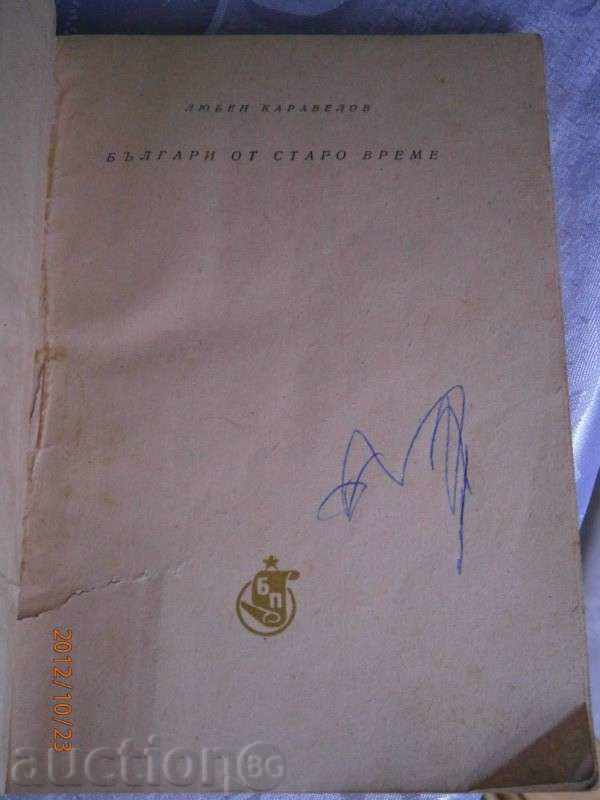 ЛЮБЕН КАРАВЕЛОВ
БЪЛГАРИ ОТ СТАРО ВРЕМЕ
БП
2012/10/23
auction BG